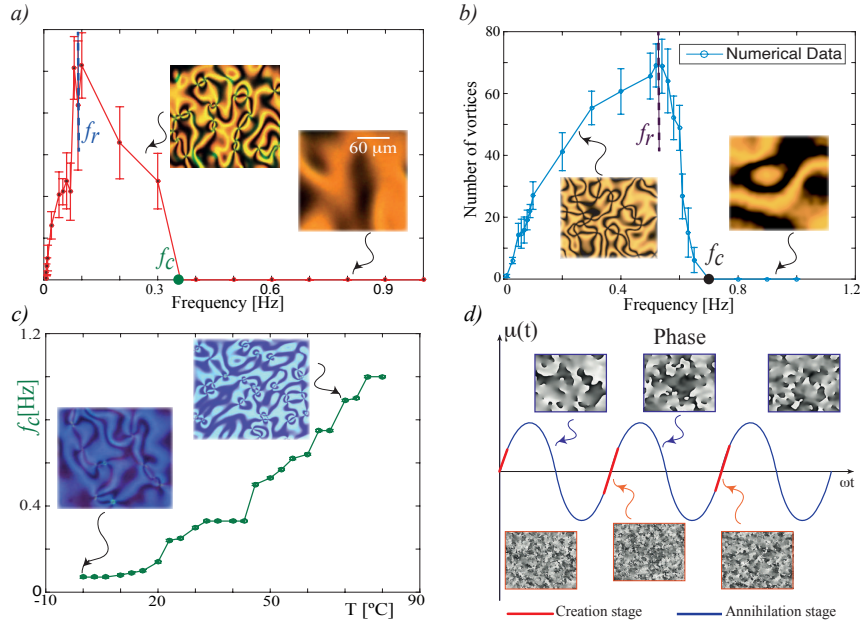 a)
f_r
60 μm
f_c
0
0.3
0.6
0.9
Frequency [Hz]
b)
80
60
40
20
0
Number of vortices
Numerical Data
f_r
f_c
0
0.4
0.8
1.2
Frequency [Hz]
c)
1.2
0.4
0
f_c[Hz]
-10
20
50
80
90
T [ºC]
d)
μ(t)
Phase
ωt
Creation stage
Annihilation stage